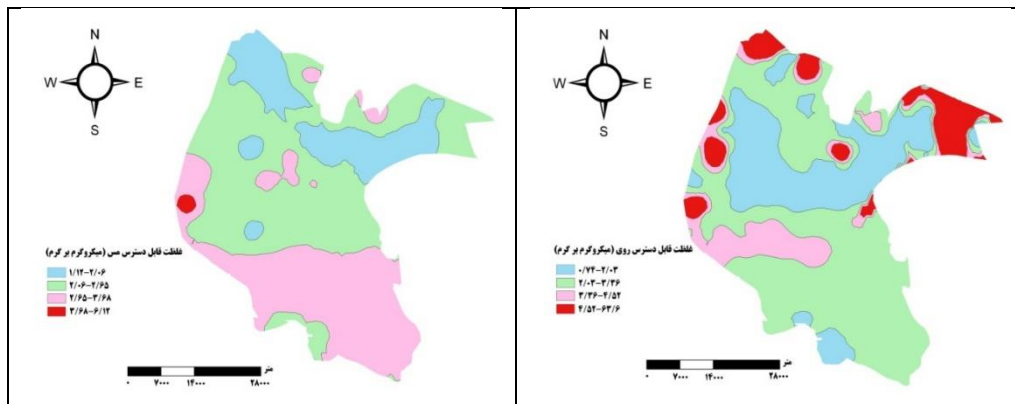 N
W E
S
غلظت قابل دسترس مس (میکروگرم بر گرم)
۱/۱۲-۲/۰۶
۲/۰۶-۲/۶۵
۲/۶۵-۳/۶۸
۳/۶۸-۶/۱۲
متر
۰ ۷۰۰۰ ۱۴۰۰۰ ۲۸۰۰۰
N
W E
S
غلظت قابل دسترس روی (میکروگرم بر گرم)
۰/۷۴-۲/۰۳
۲/۰۳-۳/۳۶
۳/۳۶-۴/۵۲
۴/۵۲-۶۳/۶
متر
۰ ۷۰۰۰ ۱۴۰۰۰ ۲۸۰۰۰